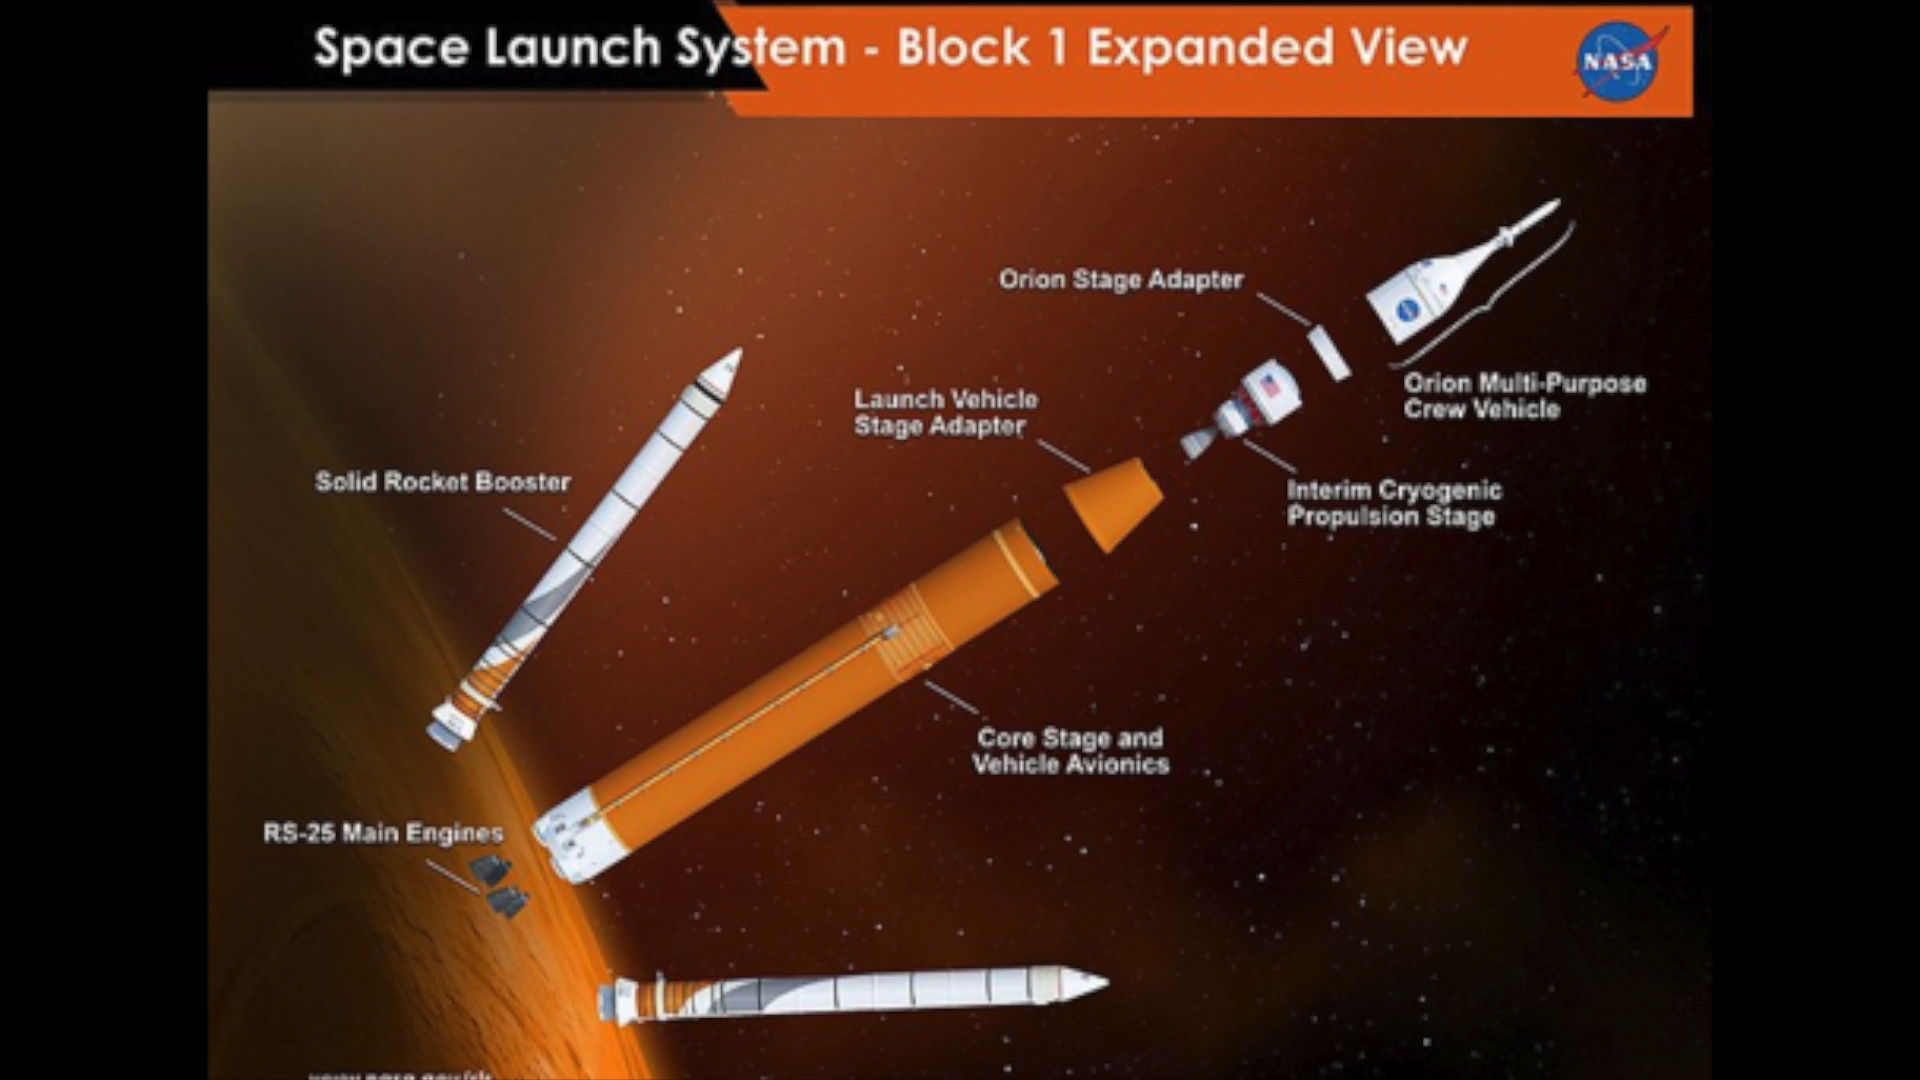 Space Launch System - Block 1 Expanded View
NASA
Orion Stage Adapter
Orion Multi-Purpose
Crew Vehicle
Launch Vehicle
Stage Adapter
Interim Cryogenic
Propulsion Stage
Solid Rocket Booster
Core Stage and
Vehicle Avionics
RS-25 Main Engines